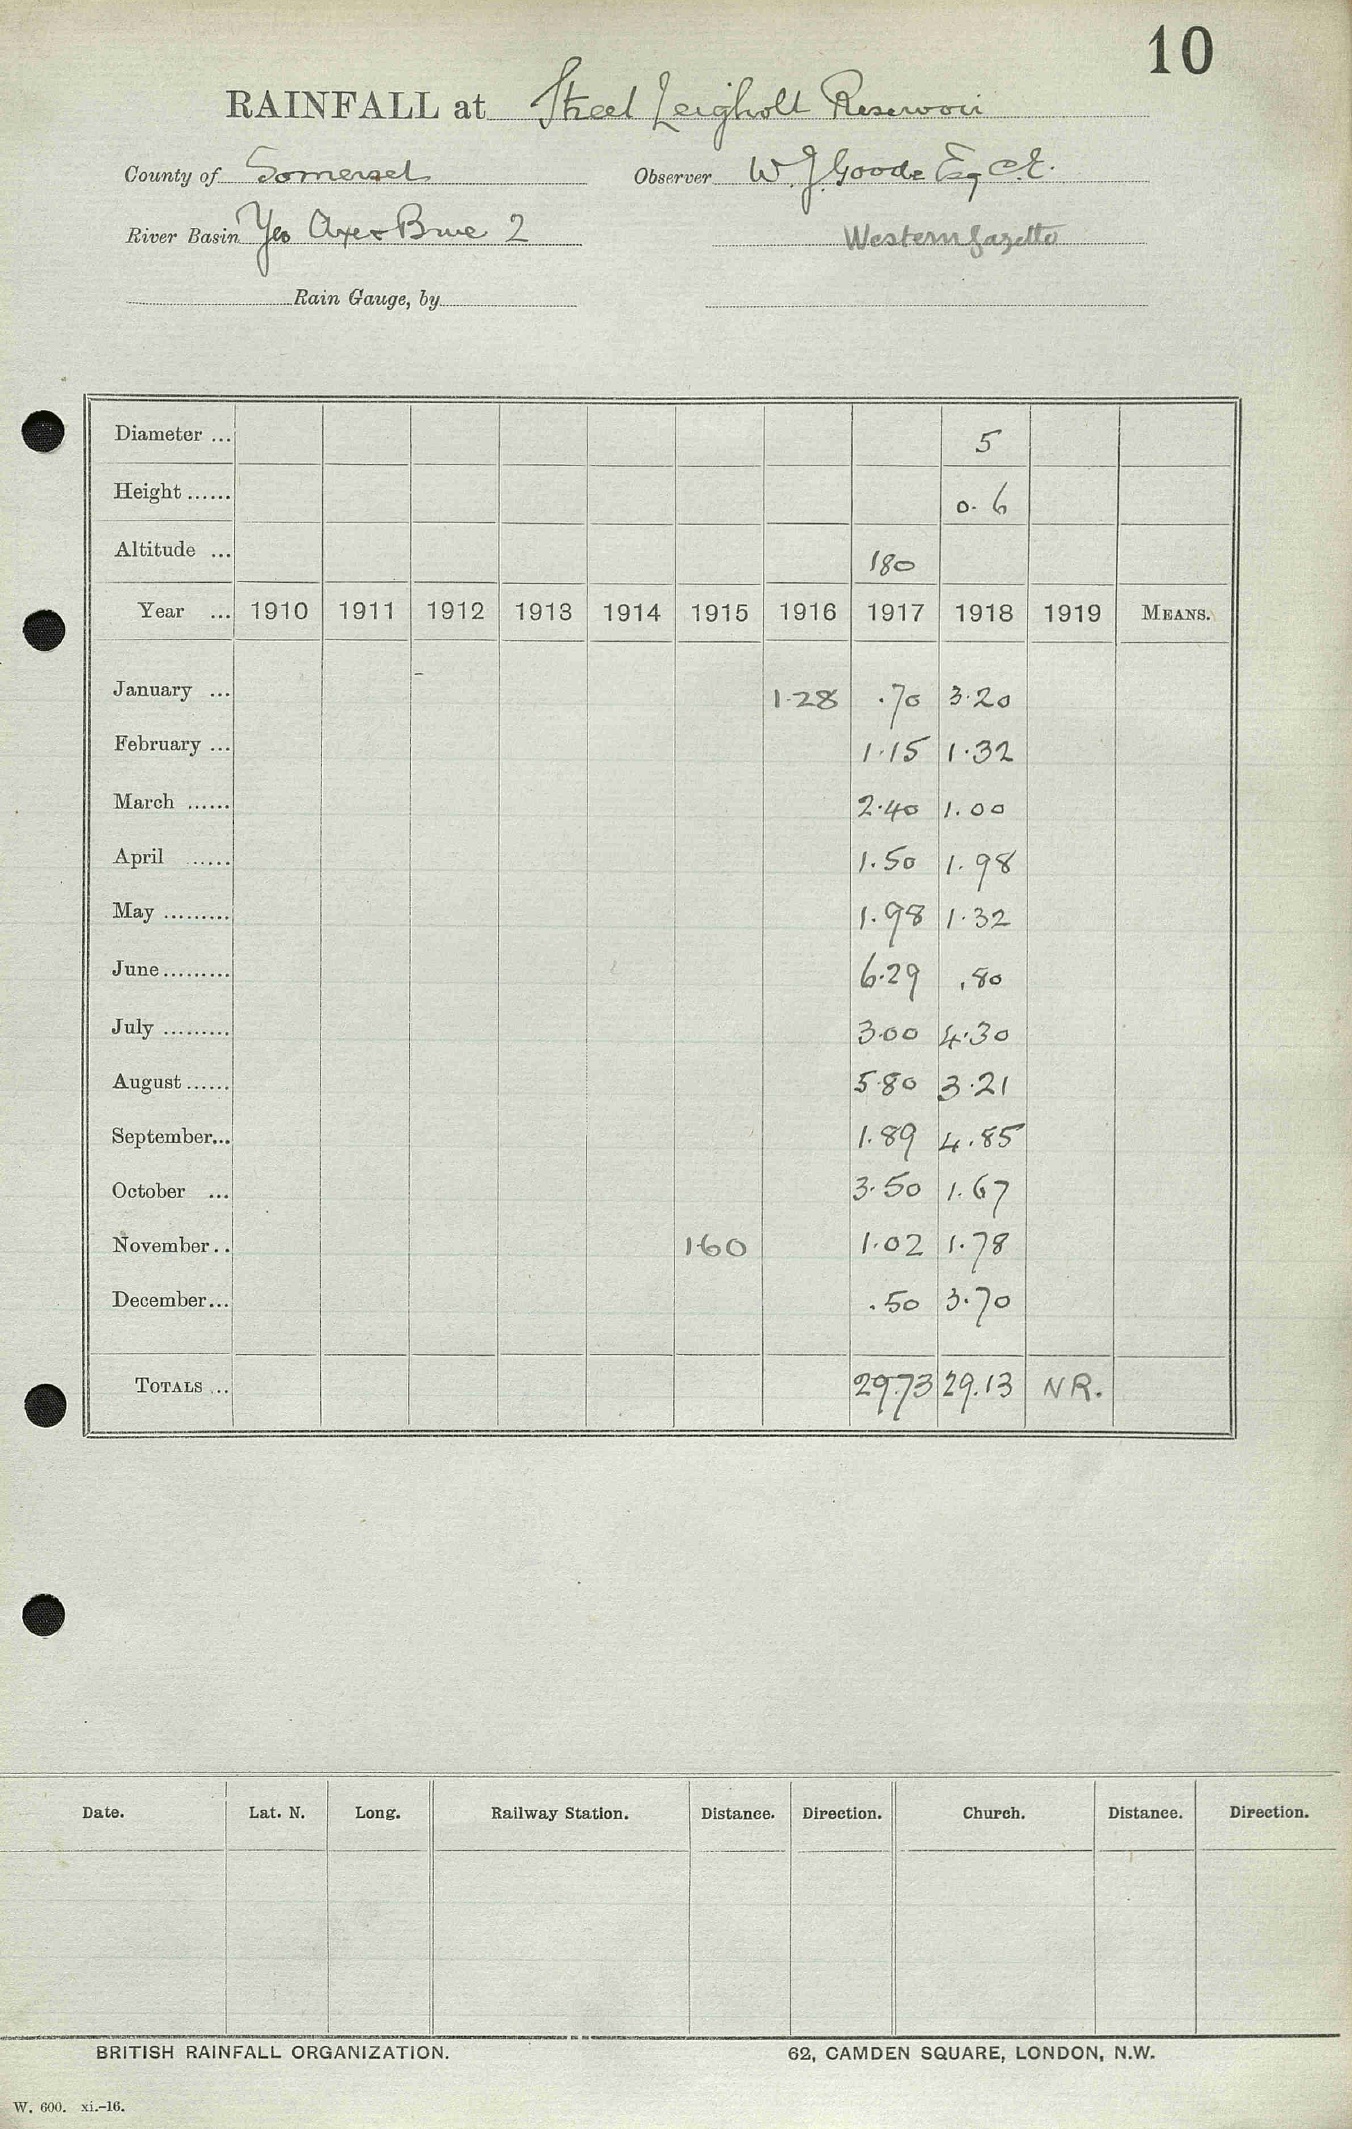 10
RAINFALL at Street Leigholt Reservoir
County of Somerset Observer W. J. Goode Esq C.E.
River Basin Yeo Axe & Brue 2 Western Gazette
Rain Gauge, by
Diameter ... 5
Height ...... 0. 6
Altitude ... 180
Year ... 1910 1911 1912 1913 1914 1915 1916 1917 1918 1919 MEANS.
January ... 1.28 .70 3.20
February ... 1.15 1.32
March ...... 2.40 1.00
April ...... 1.50 1.98
May ......... 1.98 1.32
June ......... 6.29 .80
July ......... 3.00 4.30
August ...... 5.80 3.21
September... 1.89 4.85
October ... 3.50 1.67
November .. 1.60 1.02 1.78
December... .50 3.70
TOTALS ... 29.73 29.13 NR.
Date. Lat. N. Long. Railway Station. Distance. Direction. Church. Distance. Direction.
BRITISH RAINFALL ORGANIZATION. 62, CAMDEN SQUARE, LONDON, N.W.
W. 600. xi.-16.